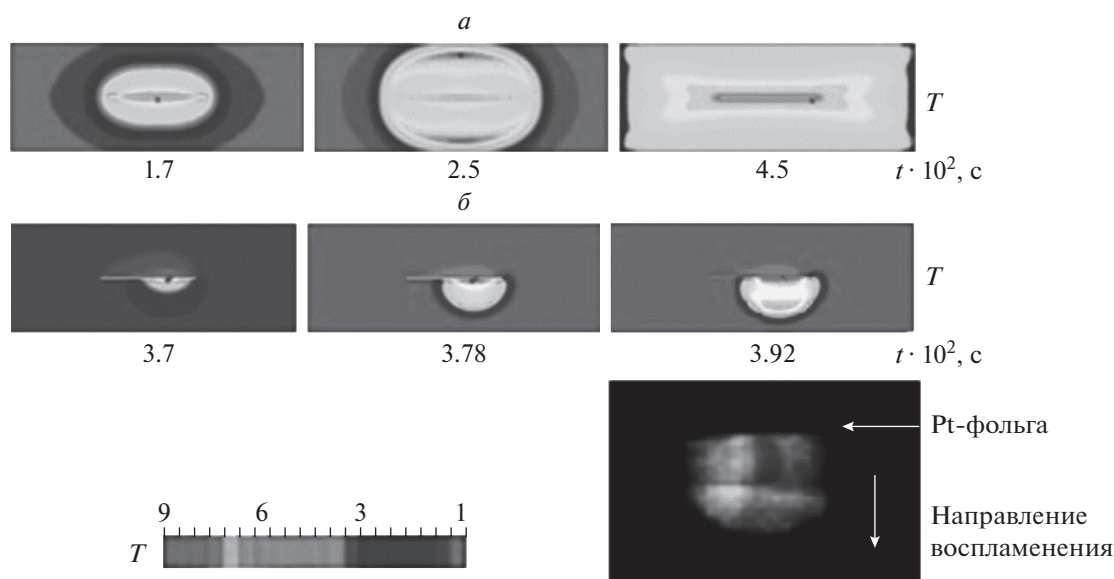 а
T
1.7 2.5 4.5 t · 10², с
б
T
3.7 3.78 3.92 t · 10², с
Pt-фольга
9 6 3 1
T
Направление
воспламенения